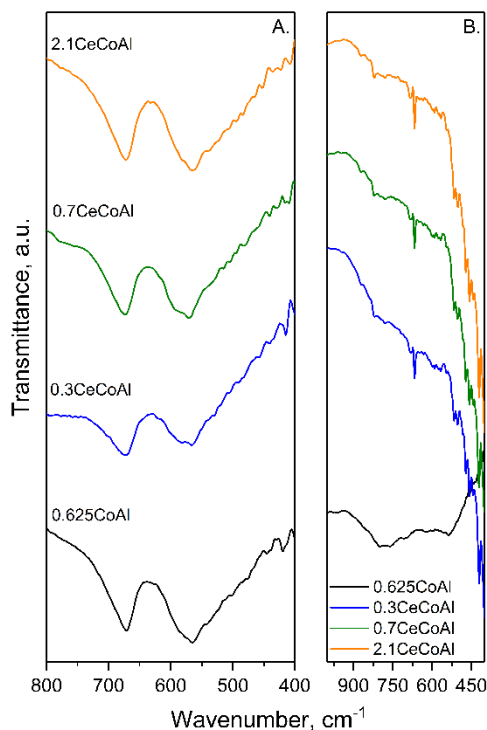 A.
B.
2.1CeCoAl
0.7CeCoAl
0.3CeCoAl
0.625CoAl
0.625CoAl
0.3CeCoAl
0.7CeCoAl
2.1CeCoAl
Transmittance, a.u.
800 700 600 500 400
900 750 600 450
Wavenumber, cm⁻¹